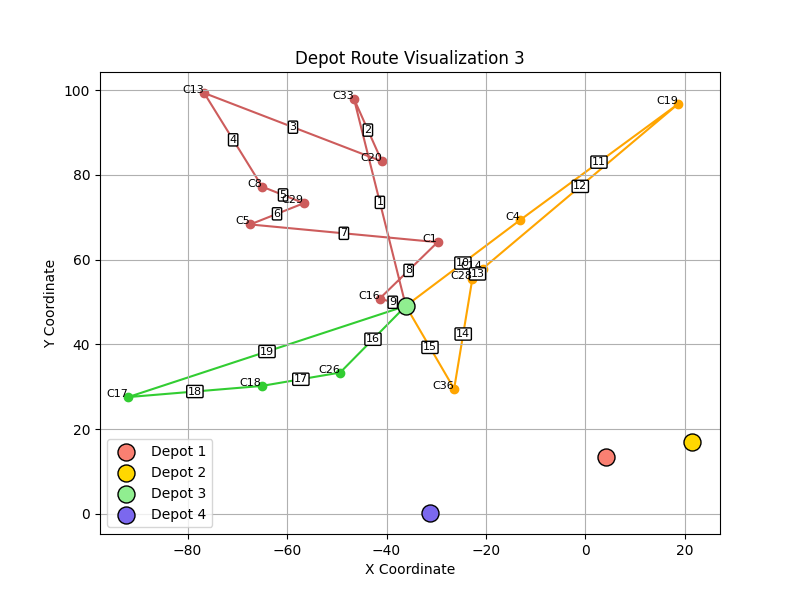 Depot Route Visualization 3
Y Coordinate
100
80
60
40
20
0
C13
C33
C19
3
2
4
C20
11
12
C8
5
C29
1
6
C5
7
C4
C1
8
10
C14
C28
13
C16
9
14
16
15
19
C26
17
C18
18
C17
C36
Depot 1
Depot 2
Depot 3
Depot 4
−80
−60
−40
−20
0
20
X Coordinate